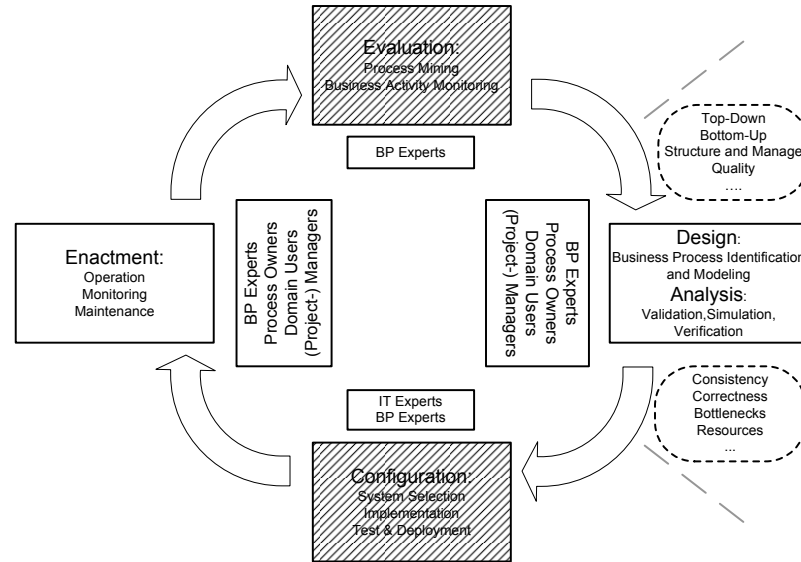 Evaluation:
Process Mining
Business Activity Monitoring
BP Experts
Top-Down
Bottom-Up
Structure and Manage
Quality
....
Design:
Business Process Identification
and Modeling
Analysis:
Validation,Simulation,
Verification
BP Experts
Process Owners
Domain Users
(Project-) Managers
Consistency
Correctness
Bottlenecks
Resources
...
IT Experts
BP Experts
Configuration:
System Selection
Implementation
Test & Deployment
Enactment:
Operation
Monitoring
Maintenance
BP Experts
Process Owners
Domain Users
(Project-) Managers